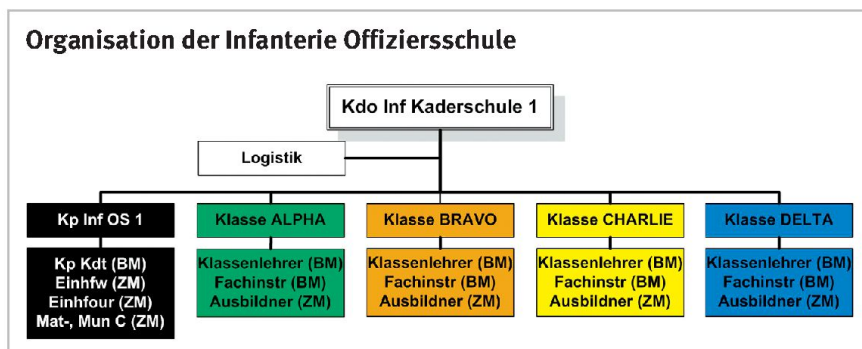 Organisation der Infanterie Offiziersschule
Kdo Inf Kaderschule 1
Logistik
Kp Inf OS 1
Kp Kdt (BM)
Einhfw (ZM)
Einhfour (ZM)
Mat-, Mun C (ZM)
Klasse ALPHA
Klassenlehrer (BM)
Fachinstr (BM)
Ausbildner (ZM)
Klasse BRAVO
Klassenlehrer (BM)
Fachinstr (BM)
Ausbildner (ZM)
Klasse CHARLIE
Klassenlehrer (BM)
Fachinstr (BM)
Ausbildner (ZM)
Klasse DELTA
Klassenlehrer (BM)
Fachinstr (BM)
Ausbildner (ZM)